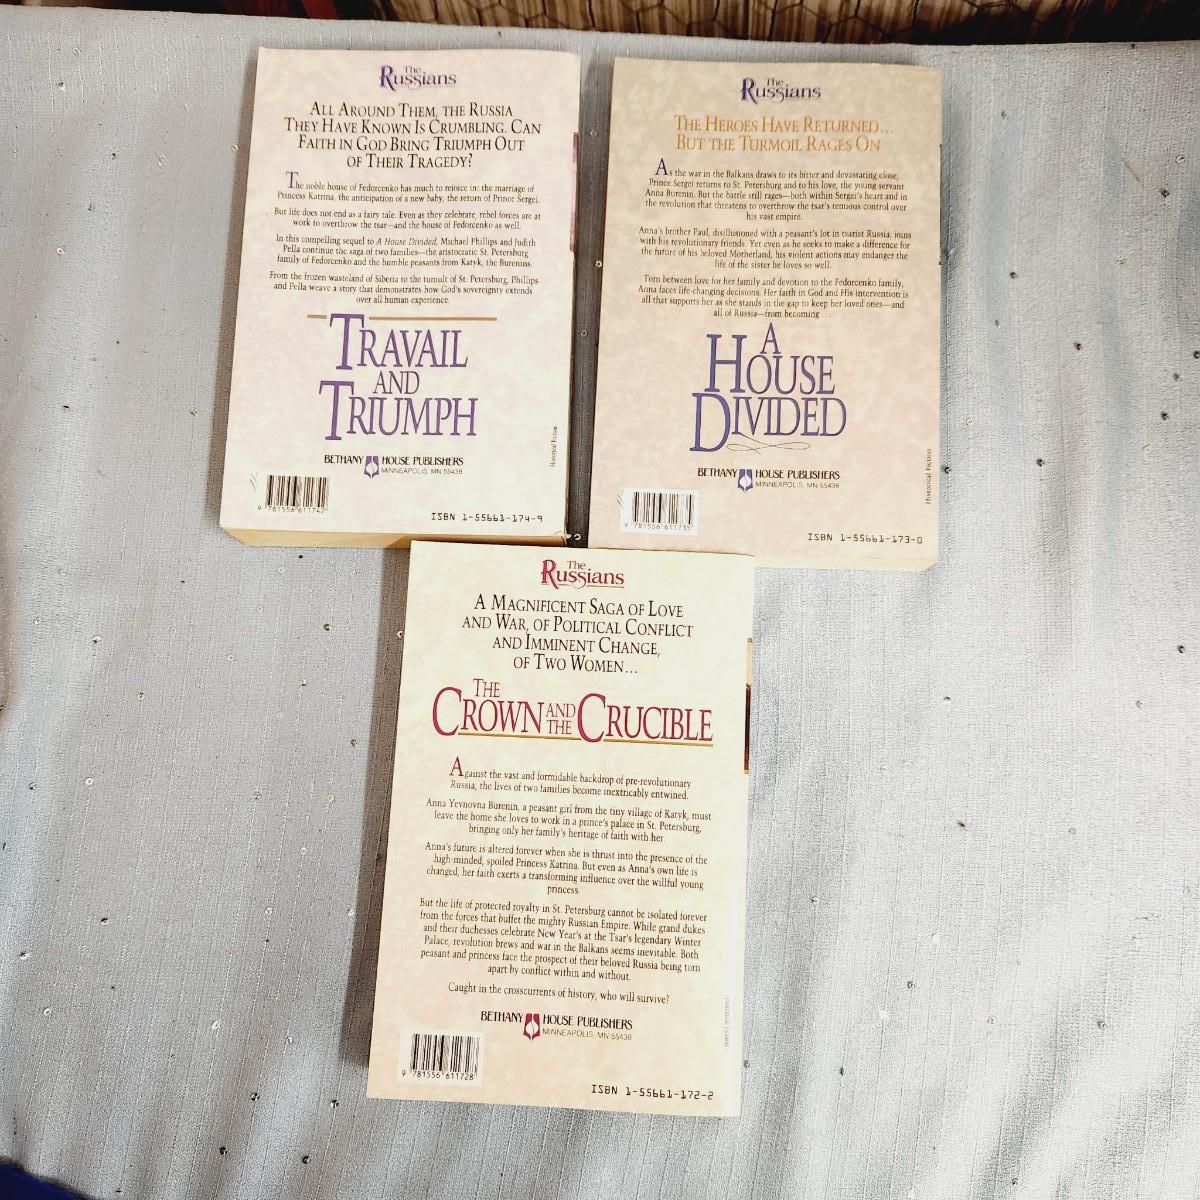 The
Russians
ALL AROUND THEM, THE RUSSIA
THEY HAVE KNOWN IS CRUMBLING. CAN
FAITH IN GOD BRING TRIUMPH OUT
OF THEIR TRAGEDY?
The noble house of Fedorcenko has much to rejoice in: the marriage of
Princess Katrina, the anticipation of a new baby, the return of Prince Sergei.
But life does not end as a fairy tale. Even as they celebrate, rebel forces are at
work to overthrow the tsar—and the house of Fedorcenko as well.
In this compelling sequel to A House Divided, Michael Phillips and Judith
Pella continue the saga of two families—the aristocratic St. Petersburg
family of Fedorcenko and the humble peasants from Katyk, the Burenins.
From the frozen wasteland of Siberia to the tumult of St. Petersburg, Phillips
and Pella weave a story that demonstrates how God's sovereignty extends
over all human experience.
TRAVAIL
AND
TRIUMPH
BETHANY HOUSE PUBLISHERS
MINNEAPOLIS, MN 55438
Historical Fiction
9 781556 611742
ISBN 1-55661-174-9
The
Russians
THE HEROES HAVE RETURNED...
BUT THE TURMOIL RAGES ON
As the war in the Balkans draws to its bitter and devastating close,
Prince Sergei returns to St. Petersburg and to his love, the young servant
Anna Burenin. But the battle still rages—both within Sergei's heart and in
the revolution that threatens to overthrow the tsar's tenuous control over
his vast empire.
Anna's brother Paul, disillusioned with a peasant's lot in tsarist Russia, joins
with his revolutionary friends. Yet even as he seeks to make a difference for
the future of his beloved Motherland, his violent actions may endanger the
life of the sister he loves so well.
Torn between love for her family and devotion to the Fedorcenko family,
Anna faces life-changing decisions. Her faith in God and His intervention is
all that supports her as she stands in the gap to keep her loved ones—and
all of Russia—from becoming . . .
A
HOUSE
DIVIDED
BETHANY HOUSE PUBLISHERS
MINNEAPOLIS, MN 55438
Historical Fiction
9 781556 611735
ISBN 1-55661-173-0
The
Russians
A MAGNIFICENT SAGA OF LOVE
AND WAR, OF POLITICAL CONFLICT
AND IMMINENT CHANGE,
OF TWO WOMEN...
THE
CROWN AND THE CRUCIBLE
Against the vast and formidable backdrop of pre-revolutionary
Russia, the lives of two families become inextricably entwined.
Anna Yevnovna Burenin, a peasant girl from the tiny village of Katyk, must
leave the home she loves to work in a prince's palace in St. Petersburg,
bringing only her family's heritage of faith with her.
Anna's future is altered forever when she is thrust into the presence of the
high-minded, spoiled Princess Katrina. But even as Anna's own life is
changed, her faith exerts a transforming influence over the willful young
princess.
But the life of protected royalty in St. Petersburg cannot be isolated forever
from the forces that buffet the mighty Russian Empire. While grand dukes
and their duchesses celebrate New Year's at the Tsar's legendary Winter
Palace, revolution brews and war in the Balkans seems inevitable. Both
peasant and princess face the prospect of their beloved Russia being torn
apart by conflict within and without.
Caught in the crosscurrents of history, who will survive?
BETHANY HOUSE PUBLISHERS
MINNEAPOLIS, MN 55438
9 781556 611728
ISBN 1-55661-172-2